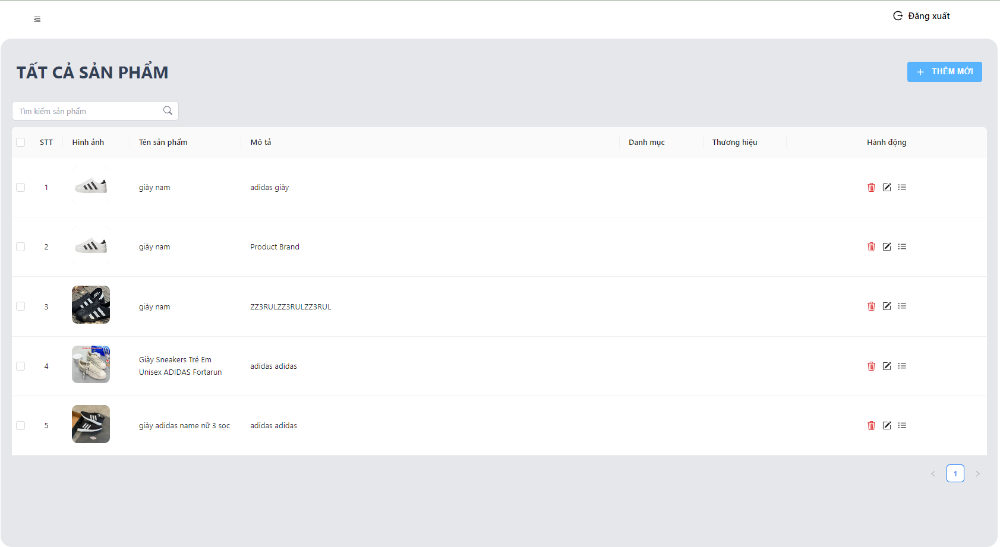 Đăng xuất
TẤT CẢ SẢN PHẨM
THÊM MỚI
Tìm kiếm sản phẩm
STT Hình ảnh Tên sản phẩm Mô tả Danh mục Thương hiệu Hành động
1 giày nam adidas giày
2 giày nam Product Brand
3 giày nam ZZ3RULZZ3RULZZ3RUL
4 Giày Sneakers Trẻ Em
Unisex ADIDAS Fortarun adidas adidas
5 giày adidas name nữ 3 sọc adidas adidas
1